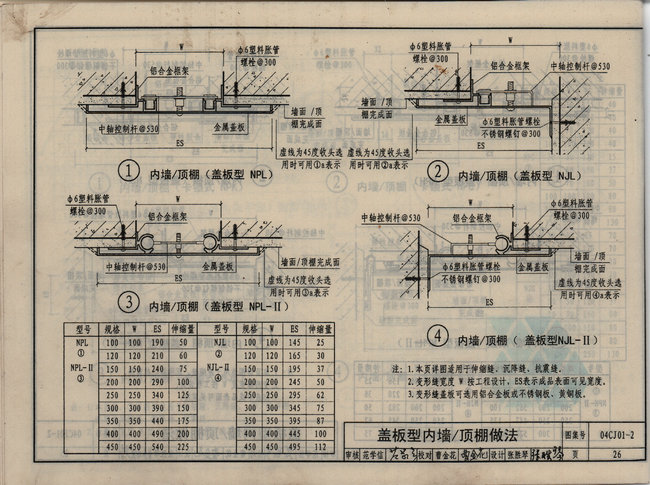 W
φ6塑料胀管
螺栓@300
铝合金框架
墙面/顶
棚完成面
中轴控制杆@530
金属盖板
ES
虚线为45度收头选
用时可用①a表示
① 内墙/顶棚(盖板型 NPL)
φ6塑料胀管
螺栓@300
W
铝合金框架
中轴控制杆@530
墙面/顶
棚完成面
金属盖板
φ6塑料胀管螺栓
不锈钢螺钉@300
ES
虚线为45度收头选
用时可用②a表示
② 内墙/顶棚(盖板型 NJL)
φ6塑料胀管
螺栓@300
W
铝合金框架
中轴控制杆@530
金属盖板
墙面/顶棚完成面
ES
虚线为45度收头选
用时可用③a表示
③ 内墙/顶棚(盖板型 NPL-Ⅱ)
中轴控制杆@530
W
铝合金框架
φ6塑料胀管
螺栓@300
墙面/顶
棚完成面
φ6塑料胀管螺栓
不锈钢螺钉@300
金属盖板
ES
虚线为45度收头选
用时可用④a表示
④ 内墙/顶棚(盖板型NJL-Ⅱ)
型号 规格 W ES 伸缩量 型号 规格 W ES 伸缩量
NPL 100 100 190 50 NJL 100 100 145 25
① 120 120 210 60 ② 120 120 165 30
NPL-Ⅱ 150 150 240 75 NJL-Ⅱ 150 150 195 37
③ 200 200 290 100 ④ 200 200 245 50
250 250 340 125 250 250 295 62
300 300 390 150 300 300 345 75
350 350 440 175 350 350 395 87
400 400 490 200 400 400 445 100
450 450 540 225 450 450 495 112
注: 1.本页详图适用于伸缩缝、沉降缝、抗震缝。
2.变形缝宽度 W 按工程设计,ES表示成品表面可见宽度。
3.变形缝盖板可选用铝合金板或不锈钢板、黄铜板。
盖板型内墙/顶棚做法 图集号 04CJ01-2
审核 范学信 校对 曹金花 曹金花 设计 张胜琴 张胜琴 页 26